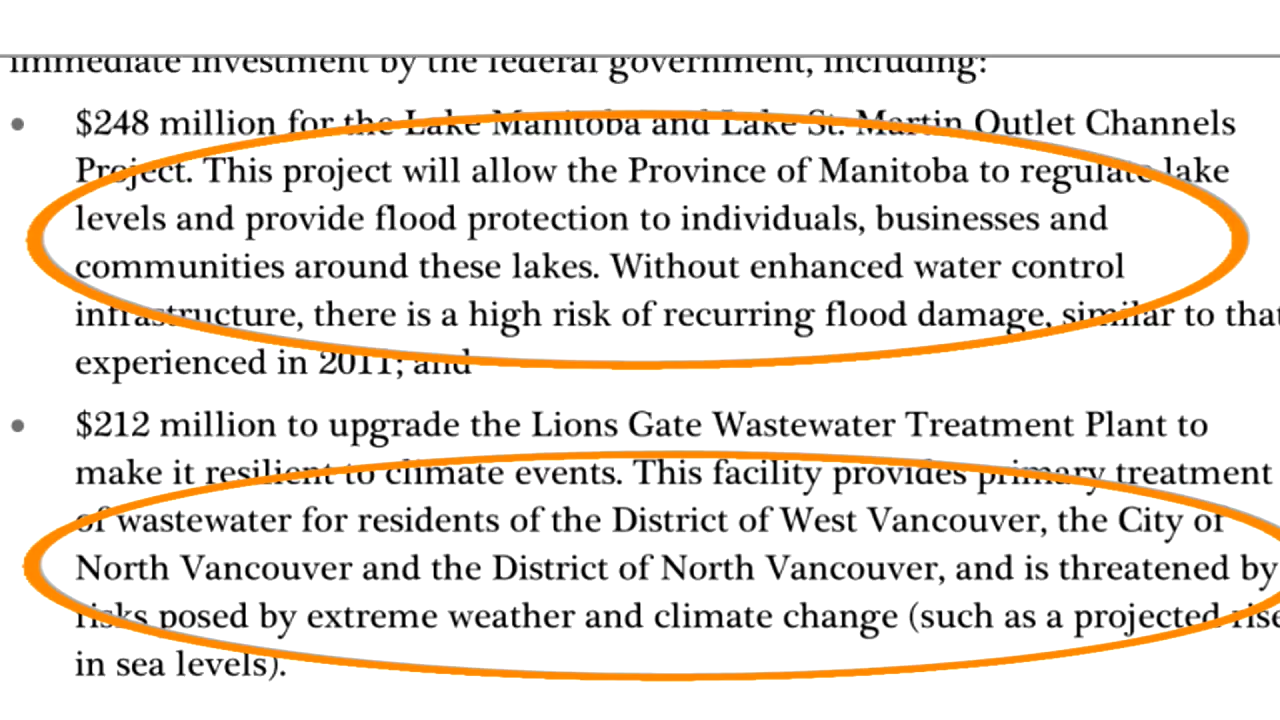 immediate investment by the federal government, including:
$248 million for the Lake Manitoba and Lake St. Martin Outlet Channels
Project. This project will allow the Province of Manitoba to regulate lake
levels and provide flood protection to individuals, businesses and
communities around these lakes. Without enhanced water control
infrastructure, there is a high risk of recurring flood damage, similar to that
experienced in 2011; and
$212 million to upgrade the Lions Gate Wastewater Treatment Plant to
make it resilient to climate events. This facility provides primary treatment
of wastewater for residents of the District of West Vancouver, the City of
North Vancouver and the District of North Vancouver, and is threatened by
risks posed by extreme weather and climate change (such as a projected rise
in sea levels).